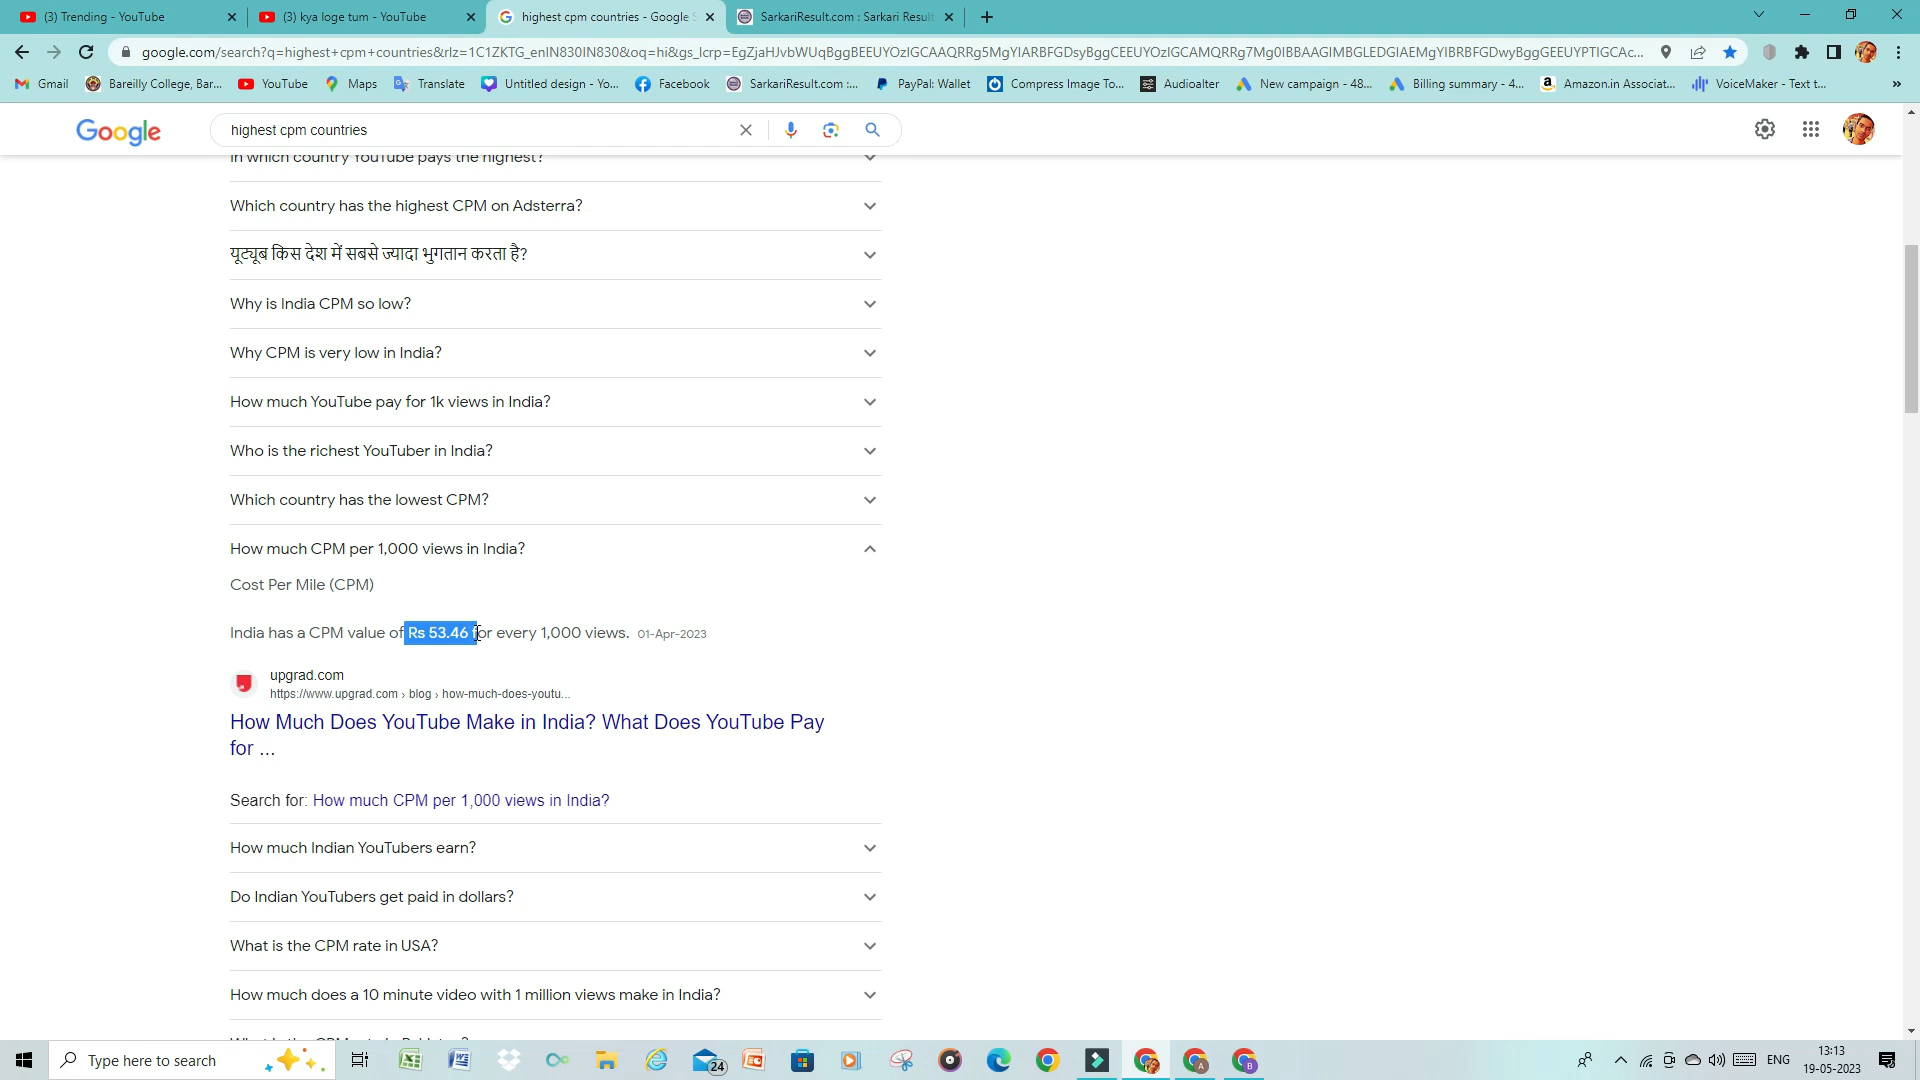 (3) Trending - YouTube
(3) kya loge tum - YouTube
highest cpm countries - Google S
SarkariResult.com : Sarkari Result
google.com/search?q=highest+cpm+countries&rlz=1C1ZKTG_enIN830IN830&oq=hi&gs_lcrp=EgZjaHJvbWUqBggBEEUYOzIGCAAQRRg5MgYIARBFGDsyBggCEEUYOzIGCAMQRRg7Mg0IBBAAGIMBGLEDGIAEMgYIBRBFGDwyBggGEEUYPTIGCAc...
Gmail
Bareilly College, Bar...
YouTube
Maps
Translate
Untitled design - Yo...
Facebook
SarkariResult.com :...
PayPal: Wallet
Compress Image To...
Audioalter
New campaign - 48...
Billing summary - 4...
Amazon.in Associat...
VoiceMaker - Text t...
»
Google
highest cpm countries
In which country YouTube pays the highest?
Which country has the highest CPM on Adsterra?
यूट्यूब किस देश में सबसे ज्यादा भुगतान करता है?
Why is India CPM so low?
Why CPM is very low in India?
How much YouTube pay for 1k views in India?
Who is the richest YouTuber in India?
Which country has the lowest CPM?
How much CPM per 1,000 views in India?
Cost Per Mile (CPM)
India has a CPM value of Rs 53.46 for every 1,000 views. 01-Apr-2023
upgrad.com
https://www.upgrad.com › blog › how-much-does-youtu...
How Much Does YouTube Make in India? What Does YouTube Pay
for ...
Search for: How much CPM per 1,000 views in India?
How much Indian YouTubers earn?
Do Indian YouTubers get paid in dollars?
What is the CPM rate in USA?
How much does a 10 minute video with 1 million views make in India?
Type here to search
24
A
B
ENG
13:13
19-05-2023